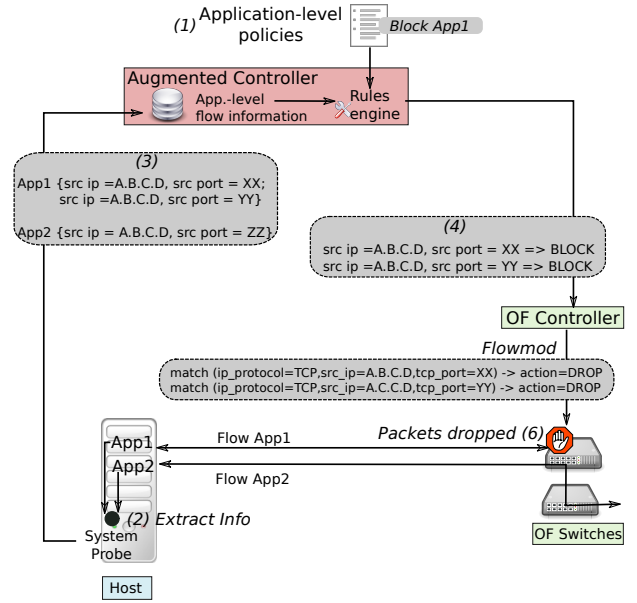 (1) Application-level
policies
Block App1
Augmented Controller
App.-level
flow information
Rules
engine
(3)
App1 {src ip =A.B.C.D, src port = XX;
src ip =A.B.C.D, src port = YY}
App2 {src ip = A.B.C.D, src port = ZZ}
(4)
src ip =A.B.C.D, src port = XX => BLOCK
src ip =A.B.C.D, src port = YY => BLOCK
OF Controller
Flowmod
match (ip_protocol=TCP,src_ip=A.B.C.D,tcp_port=XX) -> action=DROP
match (ip_protocol=TCP,src_ip=A.C.C.D,tcp_port=YY) -> action=DROP
Packets dropped (6)
App1
Flow App1
App2
Flow App2
(2) Extract Info
System
Probe
OF Switches
Host